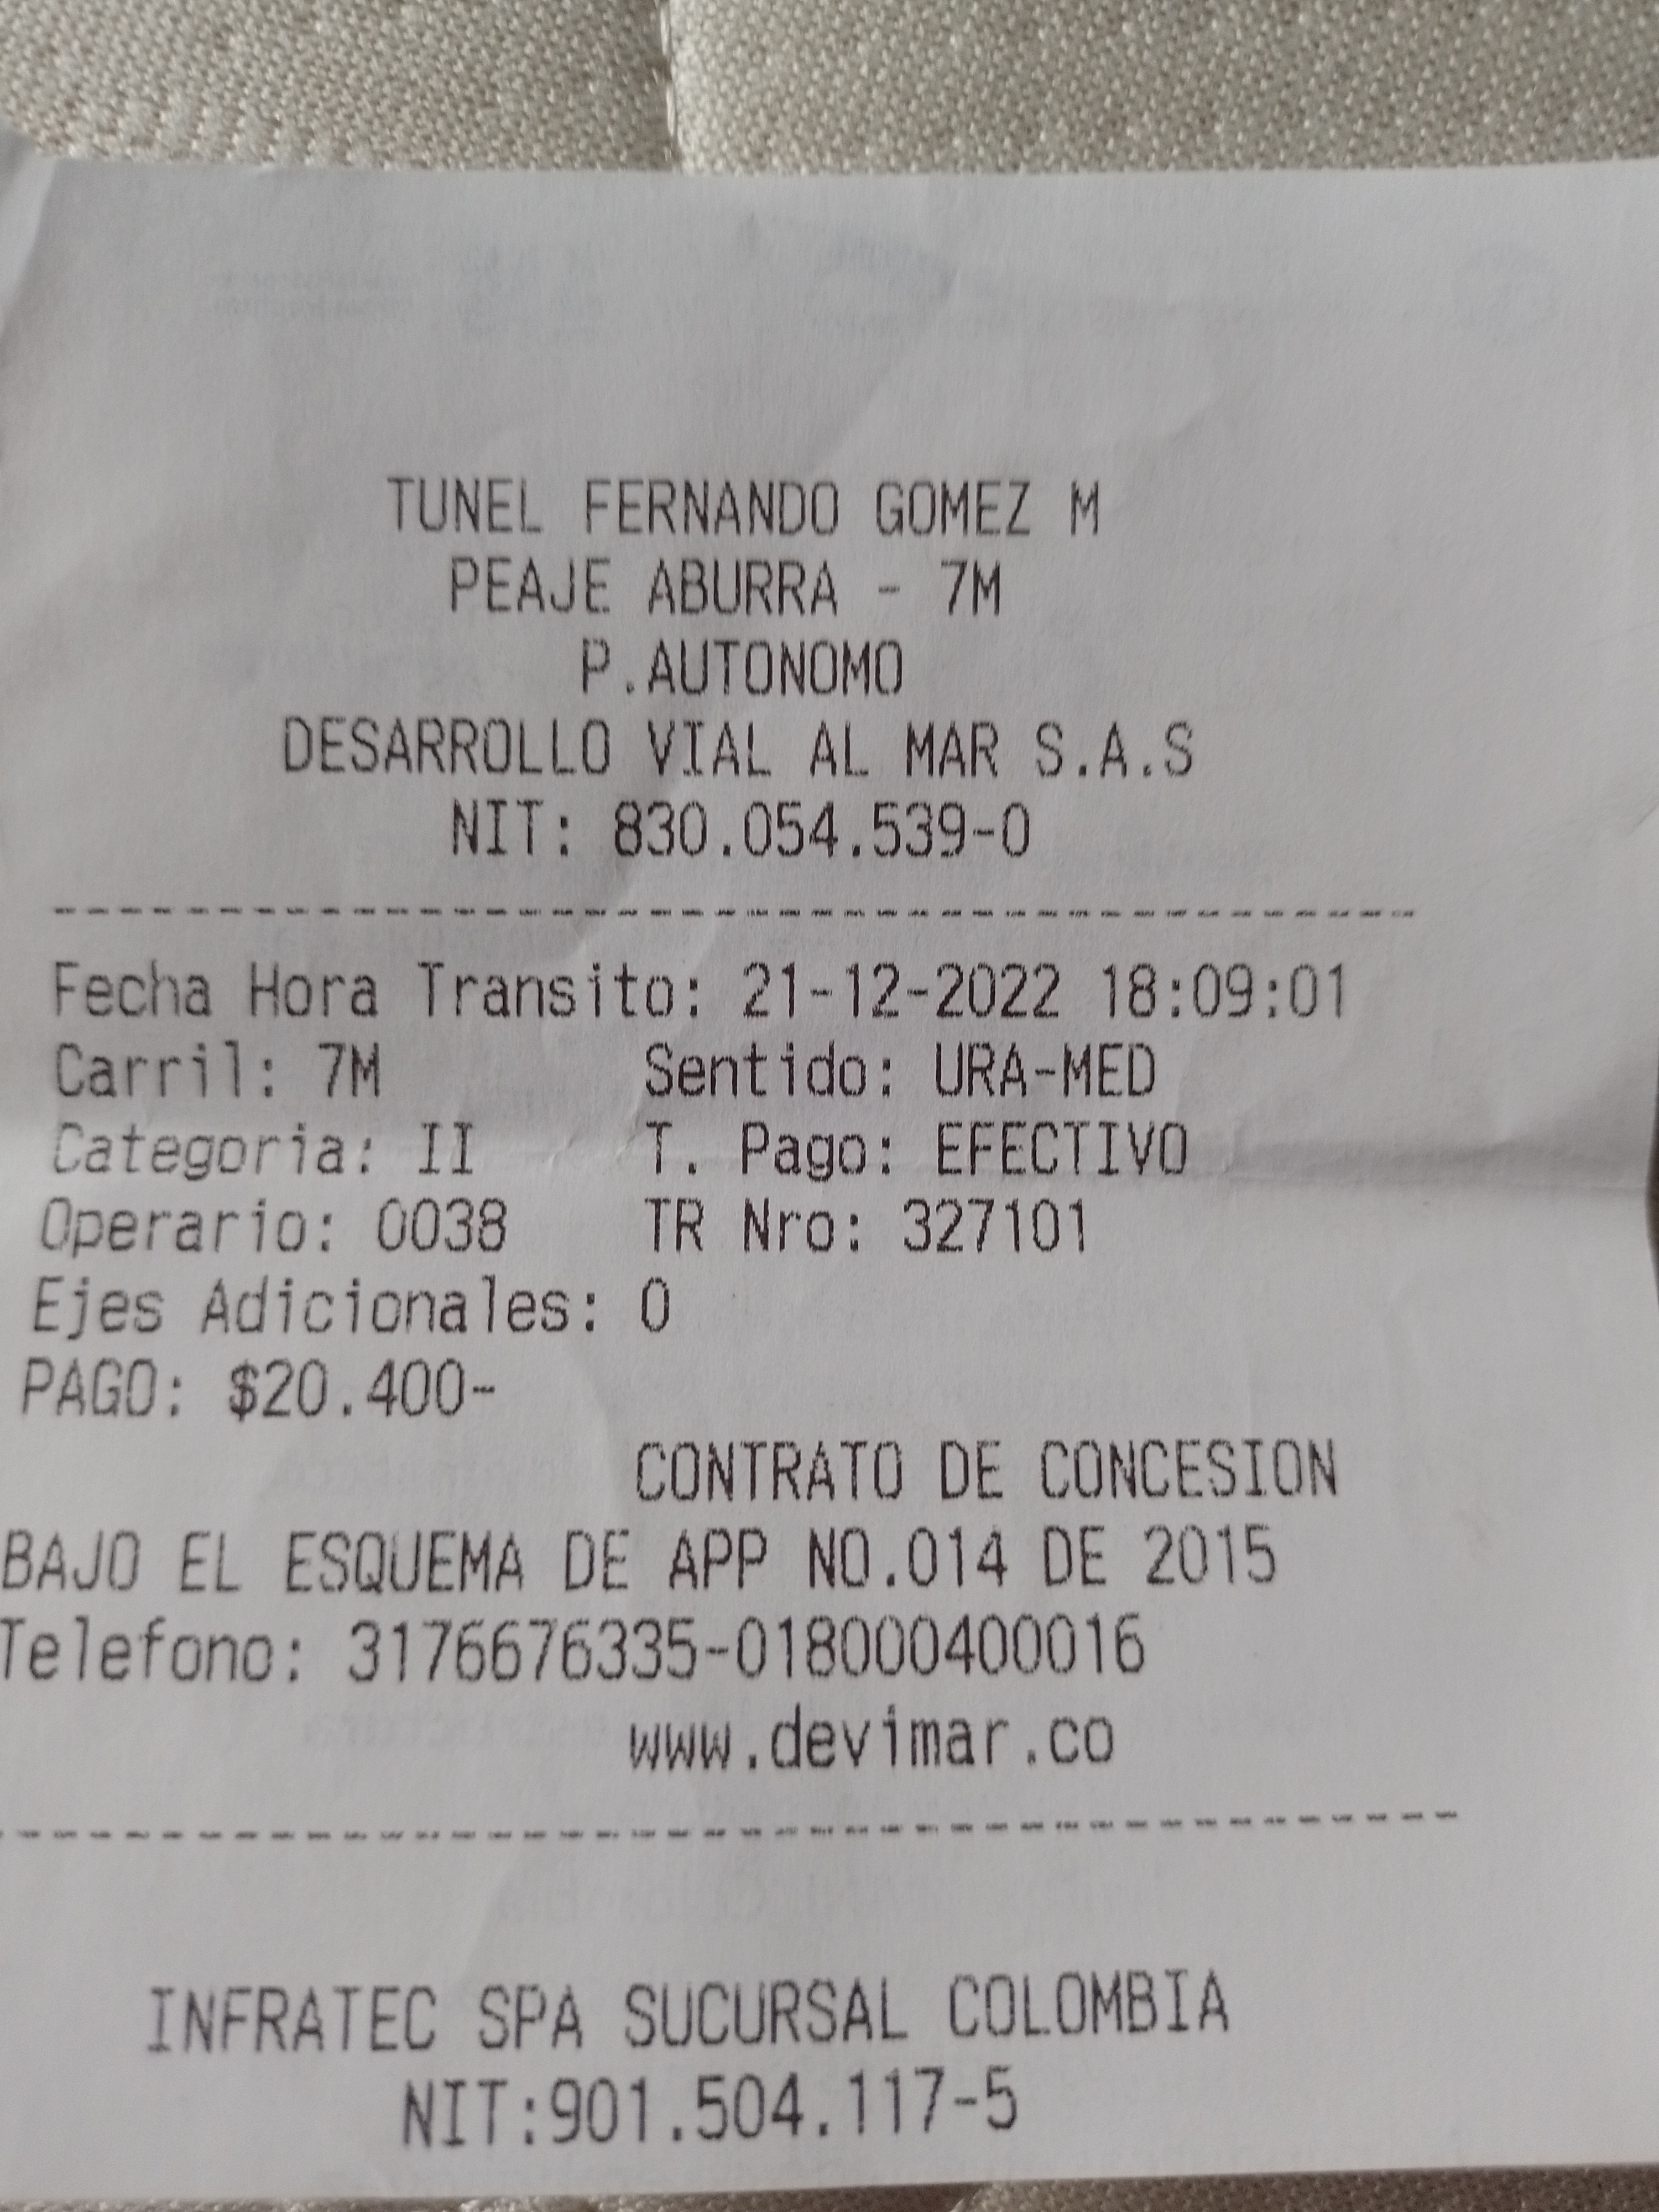 TUNEL FERNANDO GOMEZ M
PEAJE ABURRA - 7M
P.AUTONOMO
DESARROLLO VIAL AL MAR S.A.S
NIT: 830.054.539-0
Fecha Hora Transito: 21-12-2022 18:09:01
Carril: 7M Sentido: URA-MED
Categoria: II T. Pago: EFECTIVO
Operario: 0038 TR Nro: 327101
Ejes Adicionales: 0
PAGO: $20.400-
CONTRATO DE CONCESION
BAJO EL ESQUEMA DE APP NO.014 DE 2015
Telefono: 3176676335-018000400016
www.devimar.co
INFRATEC SPA SUCURSAL COLOMBIA
NIT:901.504.117-5